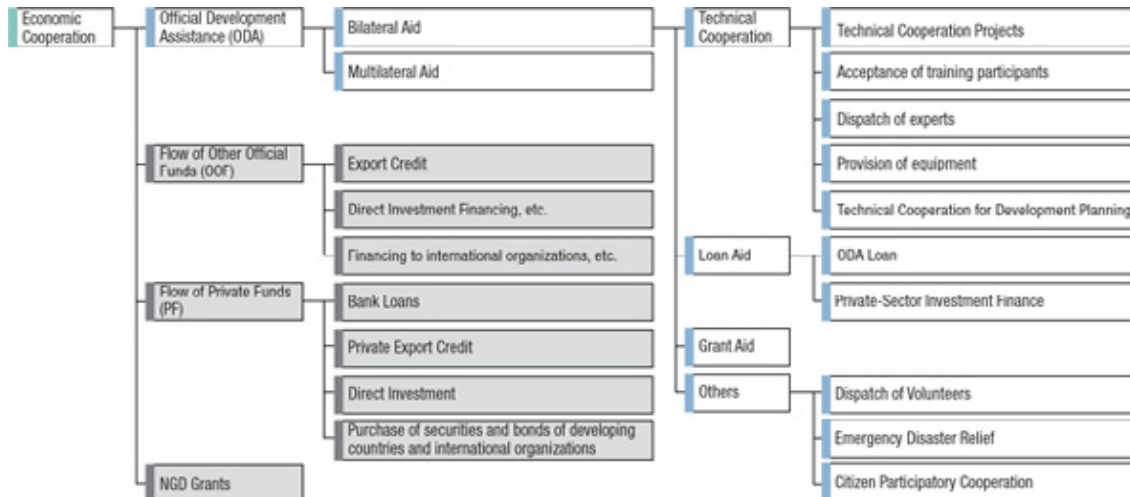 Economic
Cooperation
Official Development
Assistance (ODA)
Bilateral Aid
Multilateral Aid
Technical
Cooperation
Technical Cooperation Projects
Acceptance of training participants
Dispatch of experts
Provision of equipment
Technical Cooperation for Development Planning
Flow of Other Official
Funds (OOF)
Export Credit
Direct Investment Financing, etc.
Financing to international organizations, etc.
Loan Aid
ODA Loan
Private-Sector Investment Finance
Flow of Private Funds
(PF)
Bank Loans
Private Export Credit
Direct Investment
Purchase of securities and bonds of developing
countries and international organizations
Grant Aid
Others
Dispatch of Volunteers
Emergency Disaster Relief
Citizen Participatory Cooperation
NGO Grants